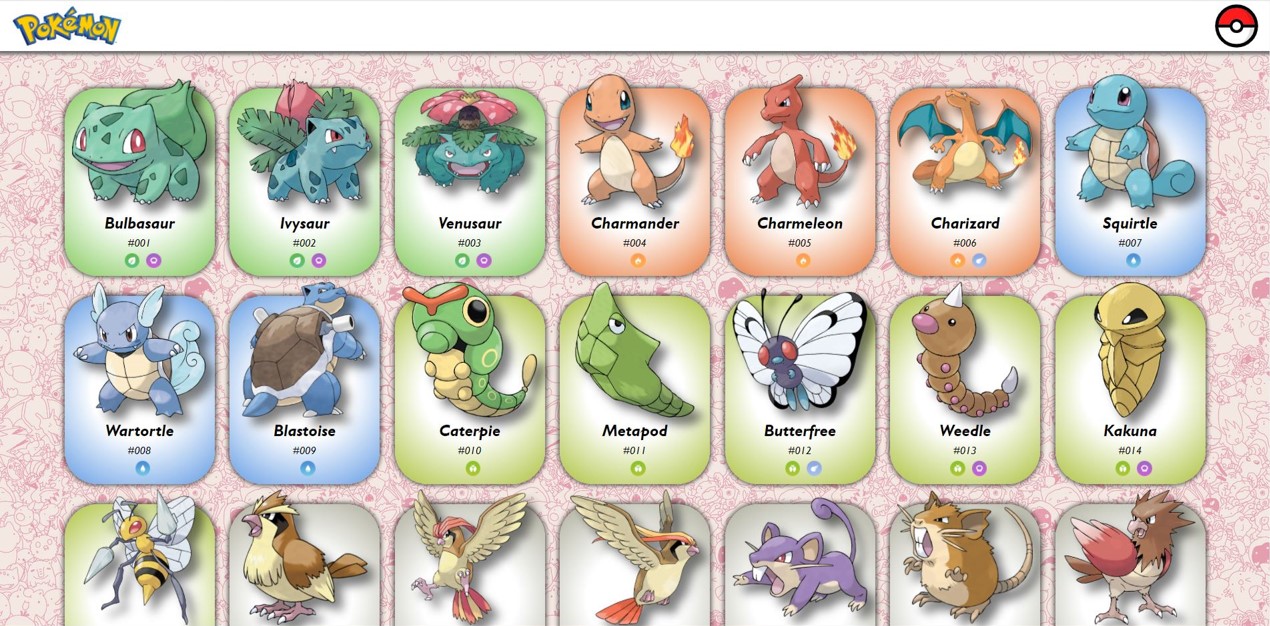 POKéMON
Bulbasaur Ivysaur Venusaur Charmander Charmeleon Charizard Squirtle
#001 #002 #003 #004 #005 #006 #007
Wartortle Blastoise Caterpie Metapod Butterfree Weedle Kakuna
#008 #009 #010 #011 #012 #013 #014